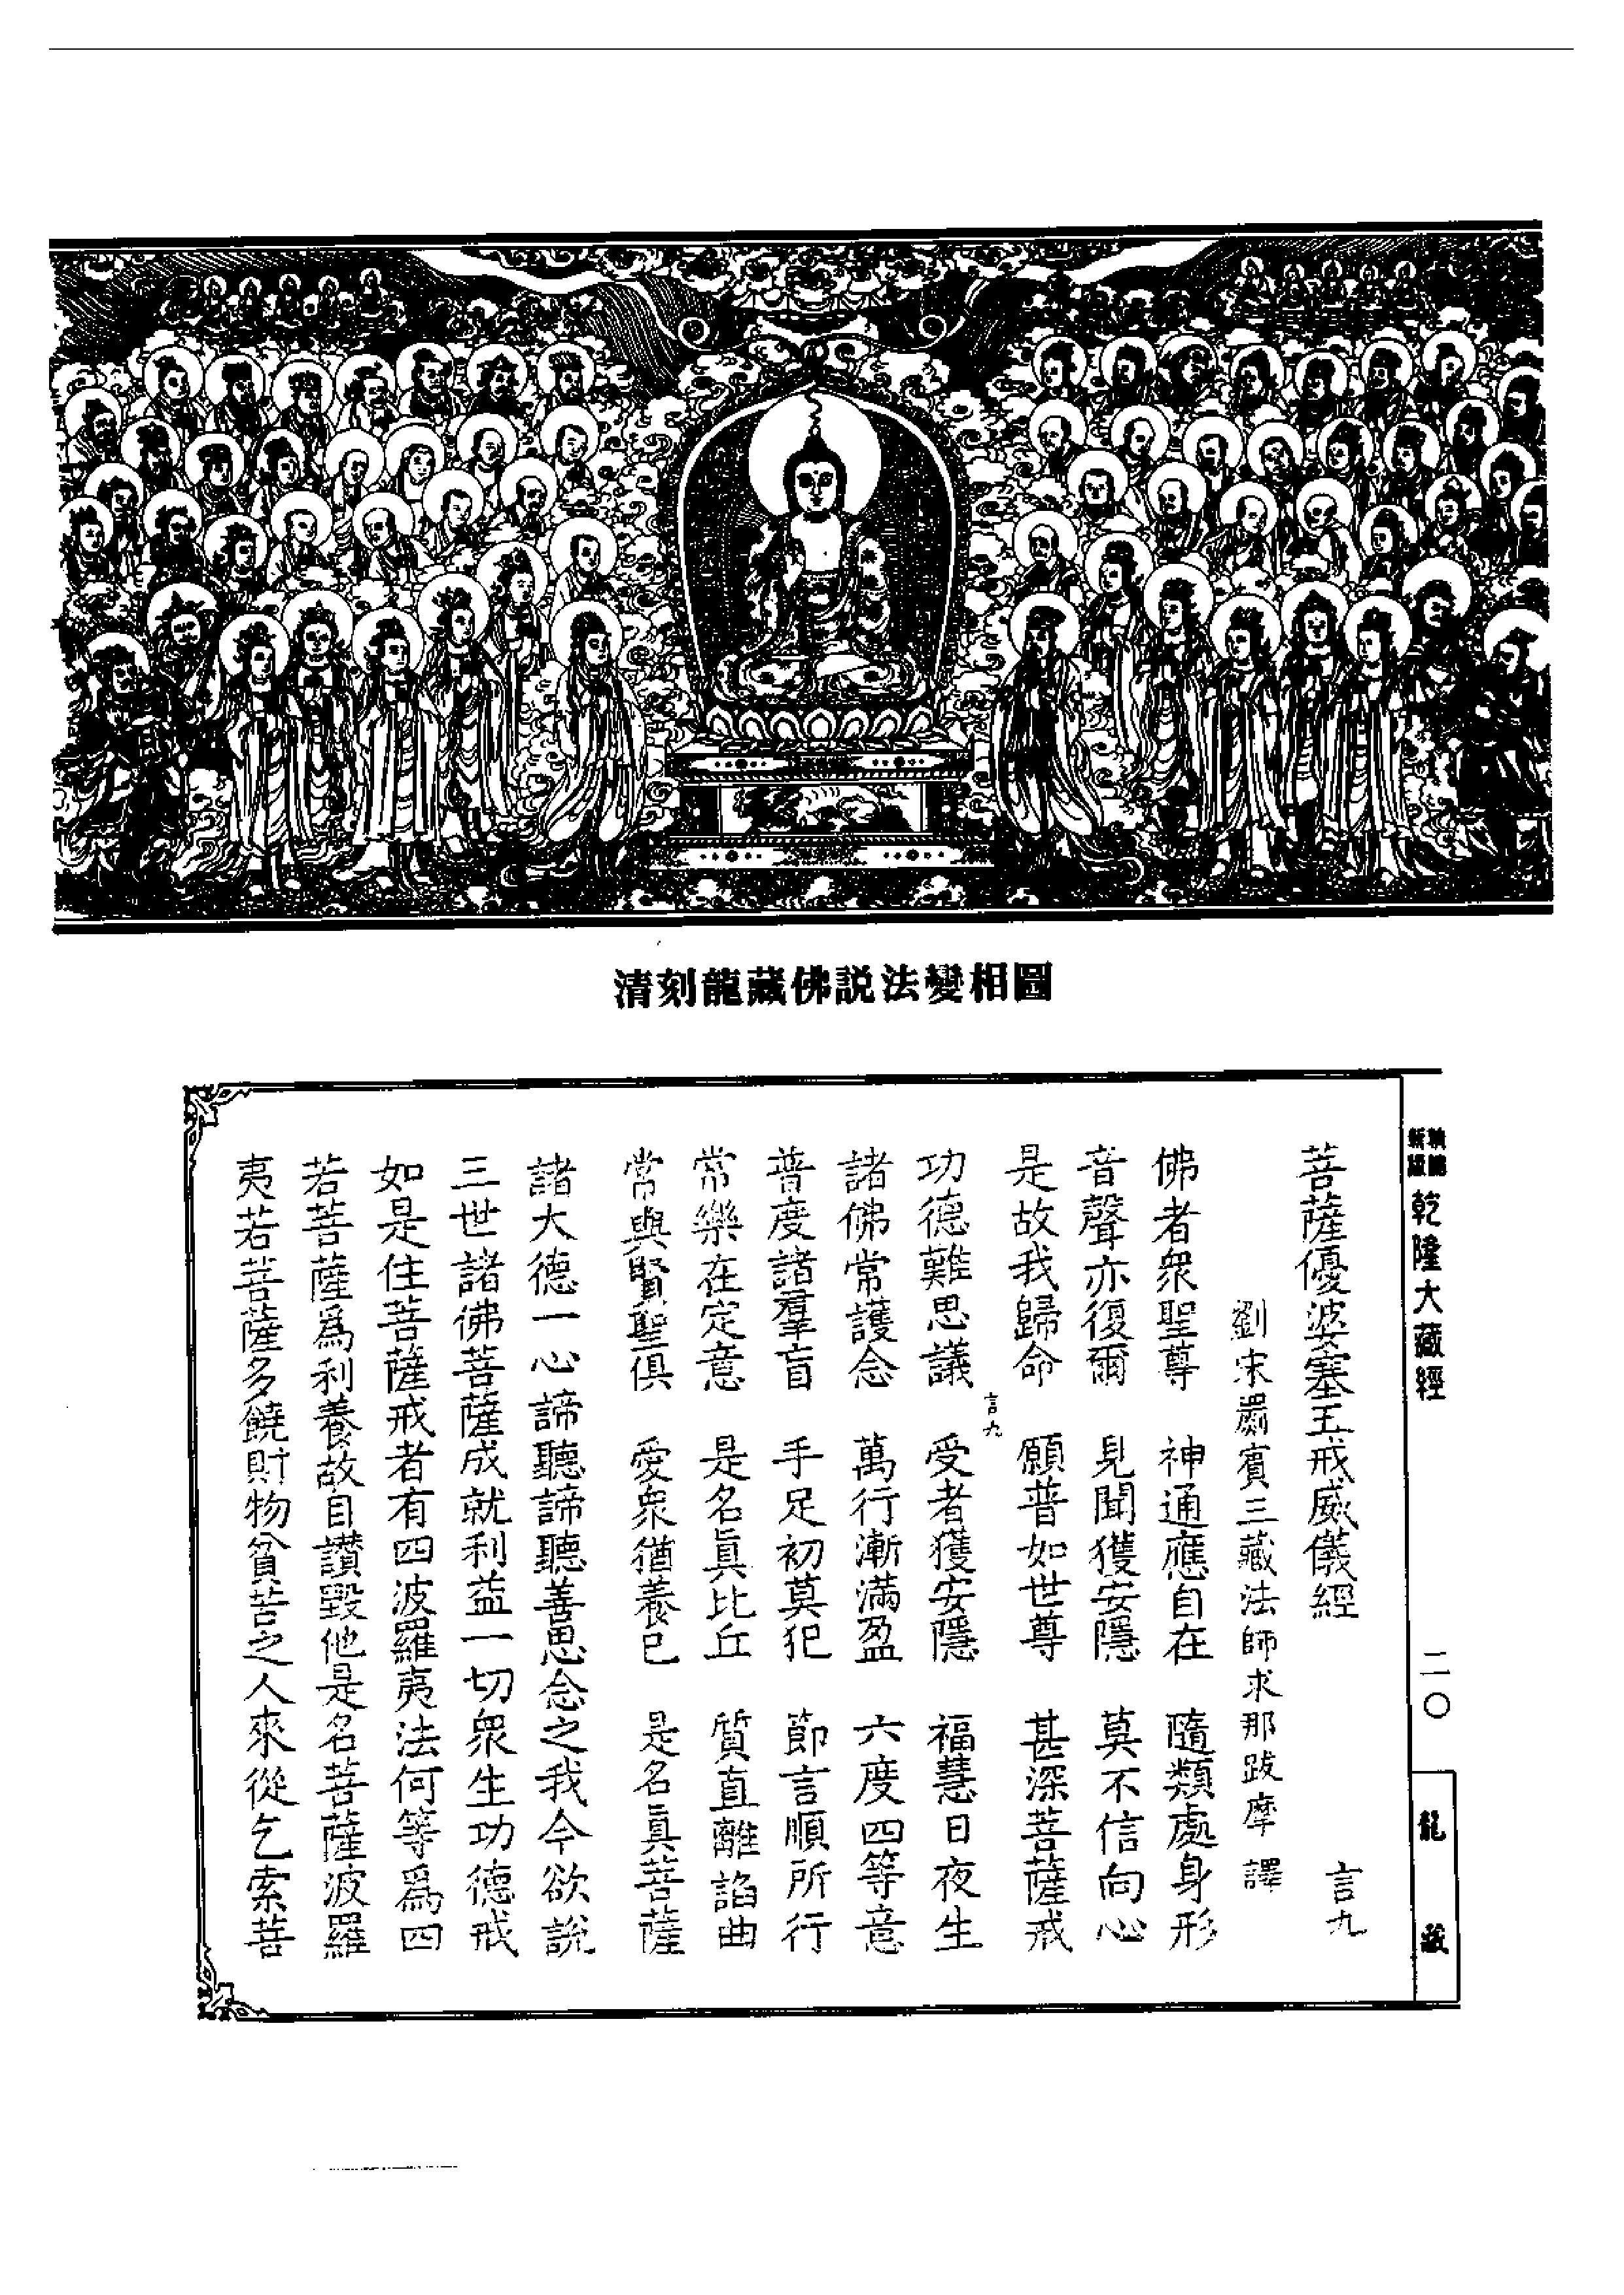 清刻龍藏佛説法變相圖
新編
乾隆大藏經
二〇
龍藏
菩薩優婆塞五戒威儀經
言九
劉宋罽賓三藏法師求那跋摩譯
佛者衆聖尊 神通應自在 隨類處身形
音聲亦復爾 見聞獲安隱 莫不信向心
是故我歸命 願普如世尊 甚深菩薩戒
言九
功德難思議 受者獲安隱 福慧日夜生
諸佛常護念 萬行漸滿盈 六度四等意
普度諸羣盲 手足初莫犯 節言順所行
常樂在定意 是名眞比丘 質直離諂曲
常與賢聖俱 愛衆猶養己 是名眞菩薩
諸大德一心諦聽諦聽善思念之我今欲說
三世諸佛菩薩成就利益一切衆生功德戒
如是住菩薩戒者有四波羅夷法何等爲四
若菩薩爲利養故自讃毀他是名菩薩波羅
夷若菩薩多饒財物貧苦之人來從乞索菩